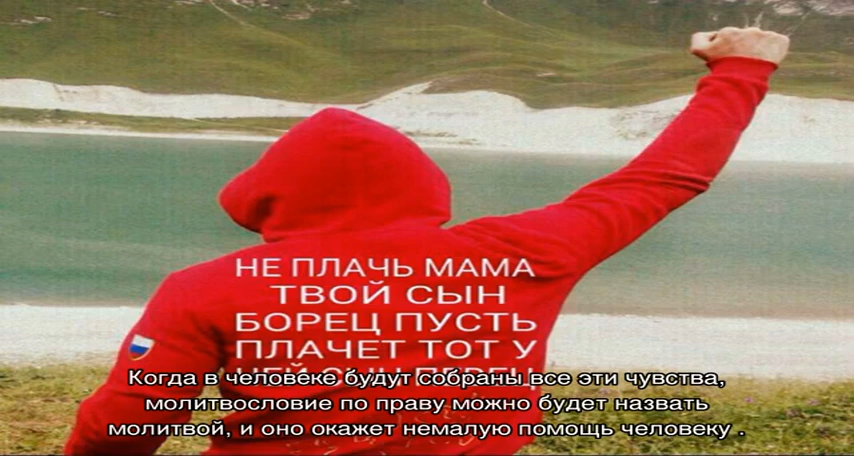 НЕ ПЛАЧЬ МАМА
ТВОЙ СЫН
БОРЕЦ ПУСТЬ
ПЛАЧЕТ ТОТ У
Когда в человеке будут собраны все эти чувства,
молитвословие по праву можно будет назвать
молитвой, и оно окажет немалую помощь человеку .